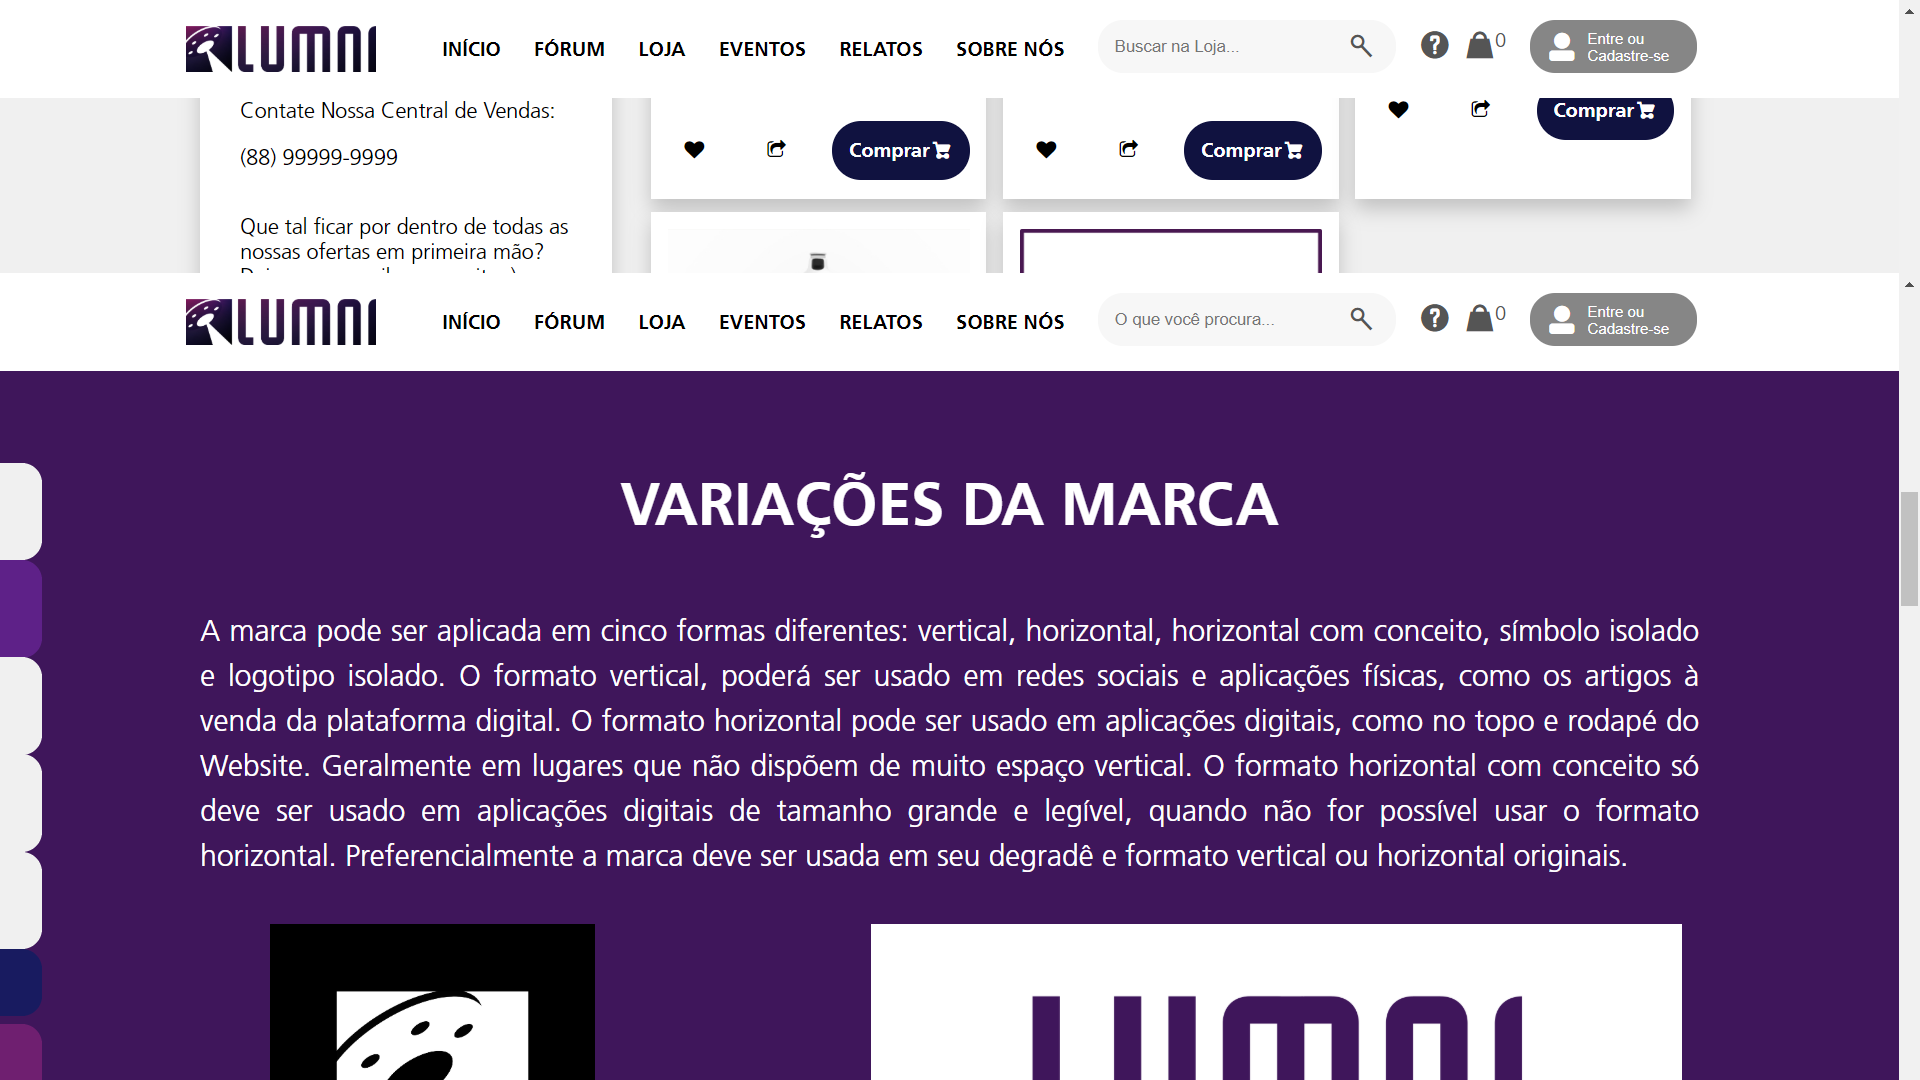 LUMNI
INÍCIO FÓRUM LOJA EVENTOS RELATOS SOBRE NÓS
Buscar na Loja...
0
Entre ou
Cadastre-se
Contate Nossa Central de Vendas:
(88) 99999-9999
Que tal ficar por dentro de todas as
nossas ofertas em primeira mão?
Comprar
Comprar
Comprar
LUMNI
INÍCIO FÓRUM LOJA EVENTOS RELATOS SOBRE NÓS
O que você procura...
0
Entre ou
Cadastre-se
VARIAÇÕES DA MARCA
A marca pode ser aplicada em cinco formas diferentes: vertical, horizontal, horizontal com conceito, símbolo isolado
e logotipo isolado. O formato vertical, poderá ser usado em redes sociais e aplicações físicas, como os artigos à
venda da plataforma digital. O formato horizontal pode ser usado em aplicações digitais, como no topo e rodapé do
Website. Geralmente em lugares que não dispõem de muito espaço vertical. O formato horizontal com conceito só
deve ser usado em aplicações digitais de tamanho grande e legível, quando não for possível usar o formato
horizontal. Preferencialmente a marca deve ser usada em seu degradê e formato vertical ou horizontal originais.
LUMNI